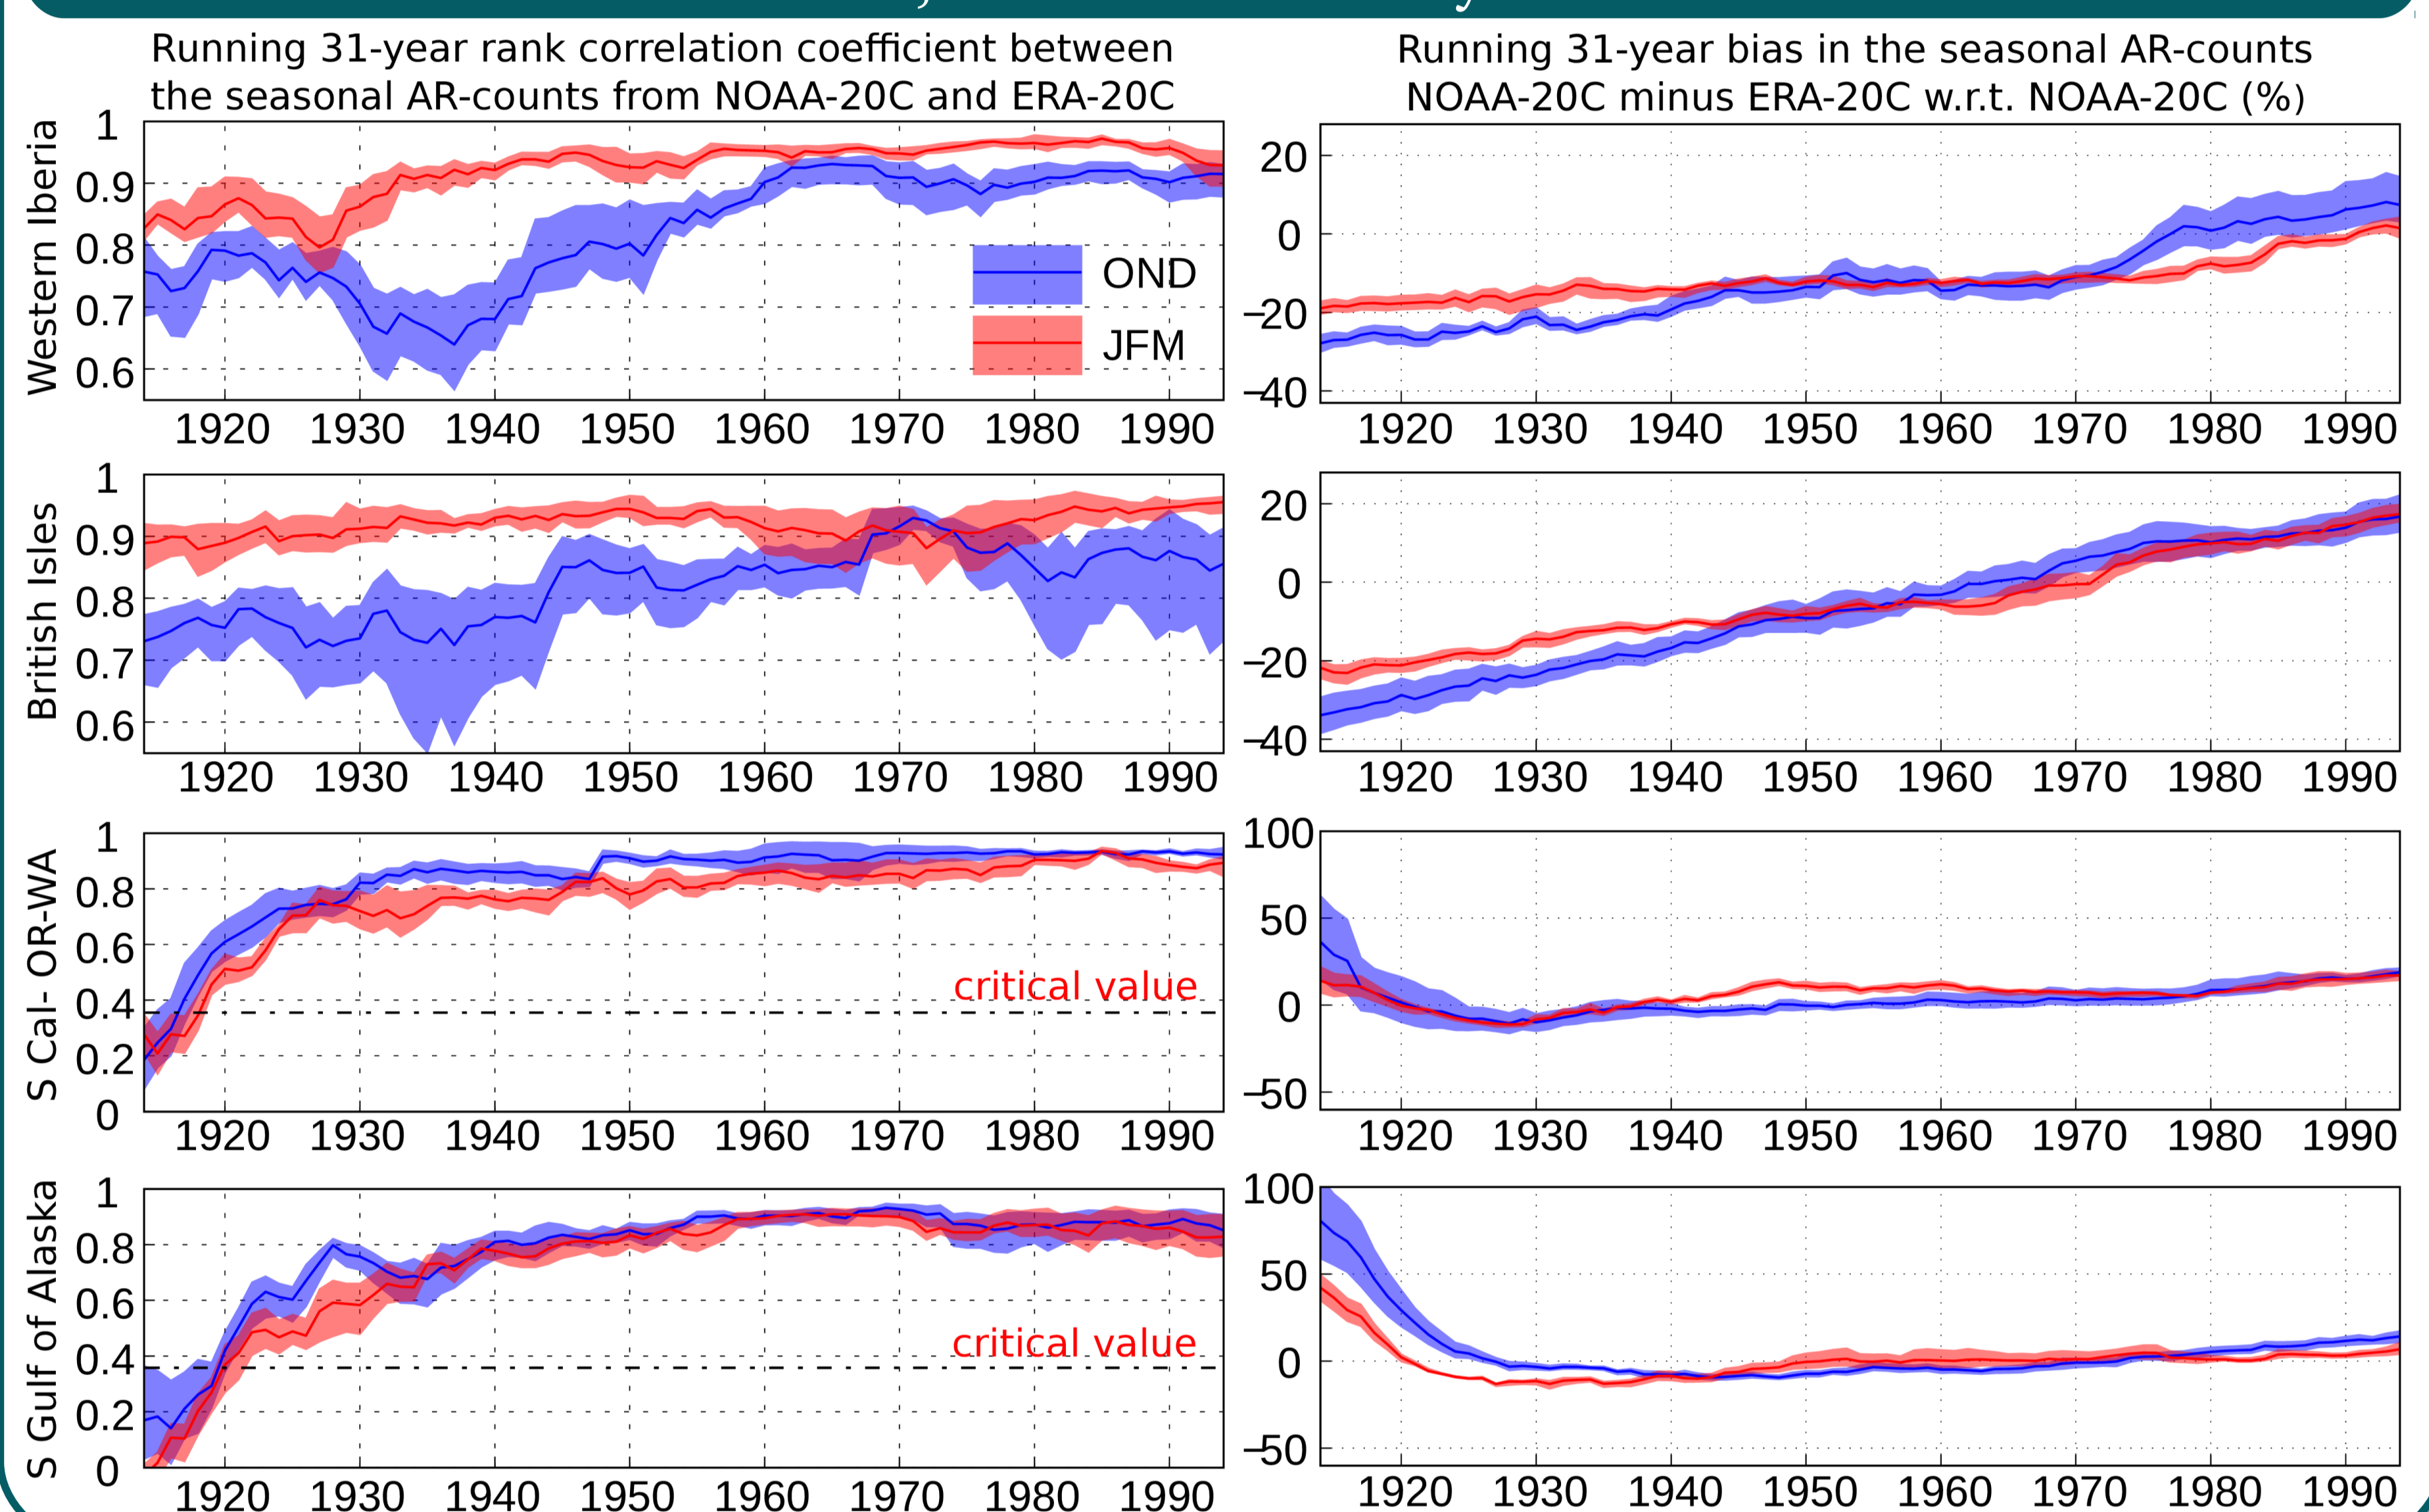 Running 31-year rank correlation coefficient between
the seasonal AR-counts from NOAA-20C and ERA-20C
Running 31-year bias in the seasonal AR-counts
NOAA-20C minus ERA-20C w.r.t. NOAA-20C (%)
Western Iberia
1
0.9
0.8
0.7
0.6
OND
JFM
1920 1930 1940 1950 1960 1970 1980 1990
20
0
−20
−40
1920 1930 1940 1950 1960 1970 1980 1990
British Isles
1
0.9
0.8
0.7
0.6
1920 1930 1940 1950 1960 1970 1980 1990
20
0
−20
−40
1920 1930 1940 1950 1960 1970 1980 1990
S Cal- OR-WA
1
0.8
0.6
0.4
0.2
0
critical value
1920 1930 1940 1950 1960 1970 1980 1990
100
50
0
−50
1920 1930 1940 1950 1960 1970 1980 1990
S Gulf of Alaska
1
0.8
0.6
0.4
0.2
0
critical value
1920 1930 1940 1950 1960 1970 1980 1990
100
50
0
−50
1920 1930 1940 1950 1960 1970 1980 1990